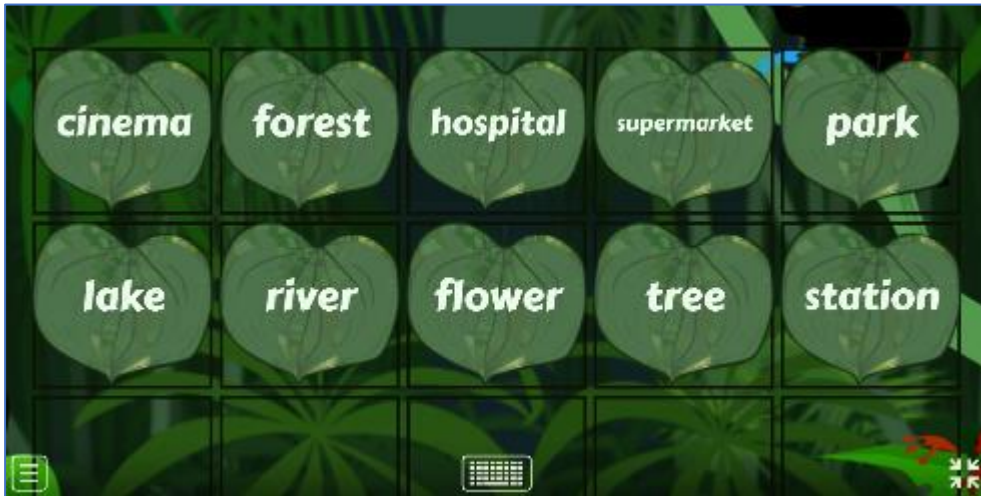 cinema forest hospital supermarket park
lake river flower tree station